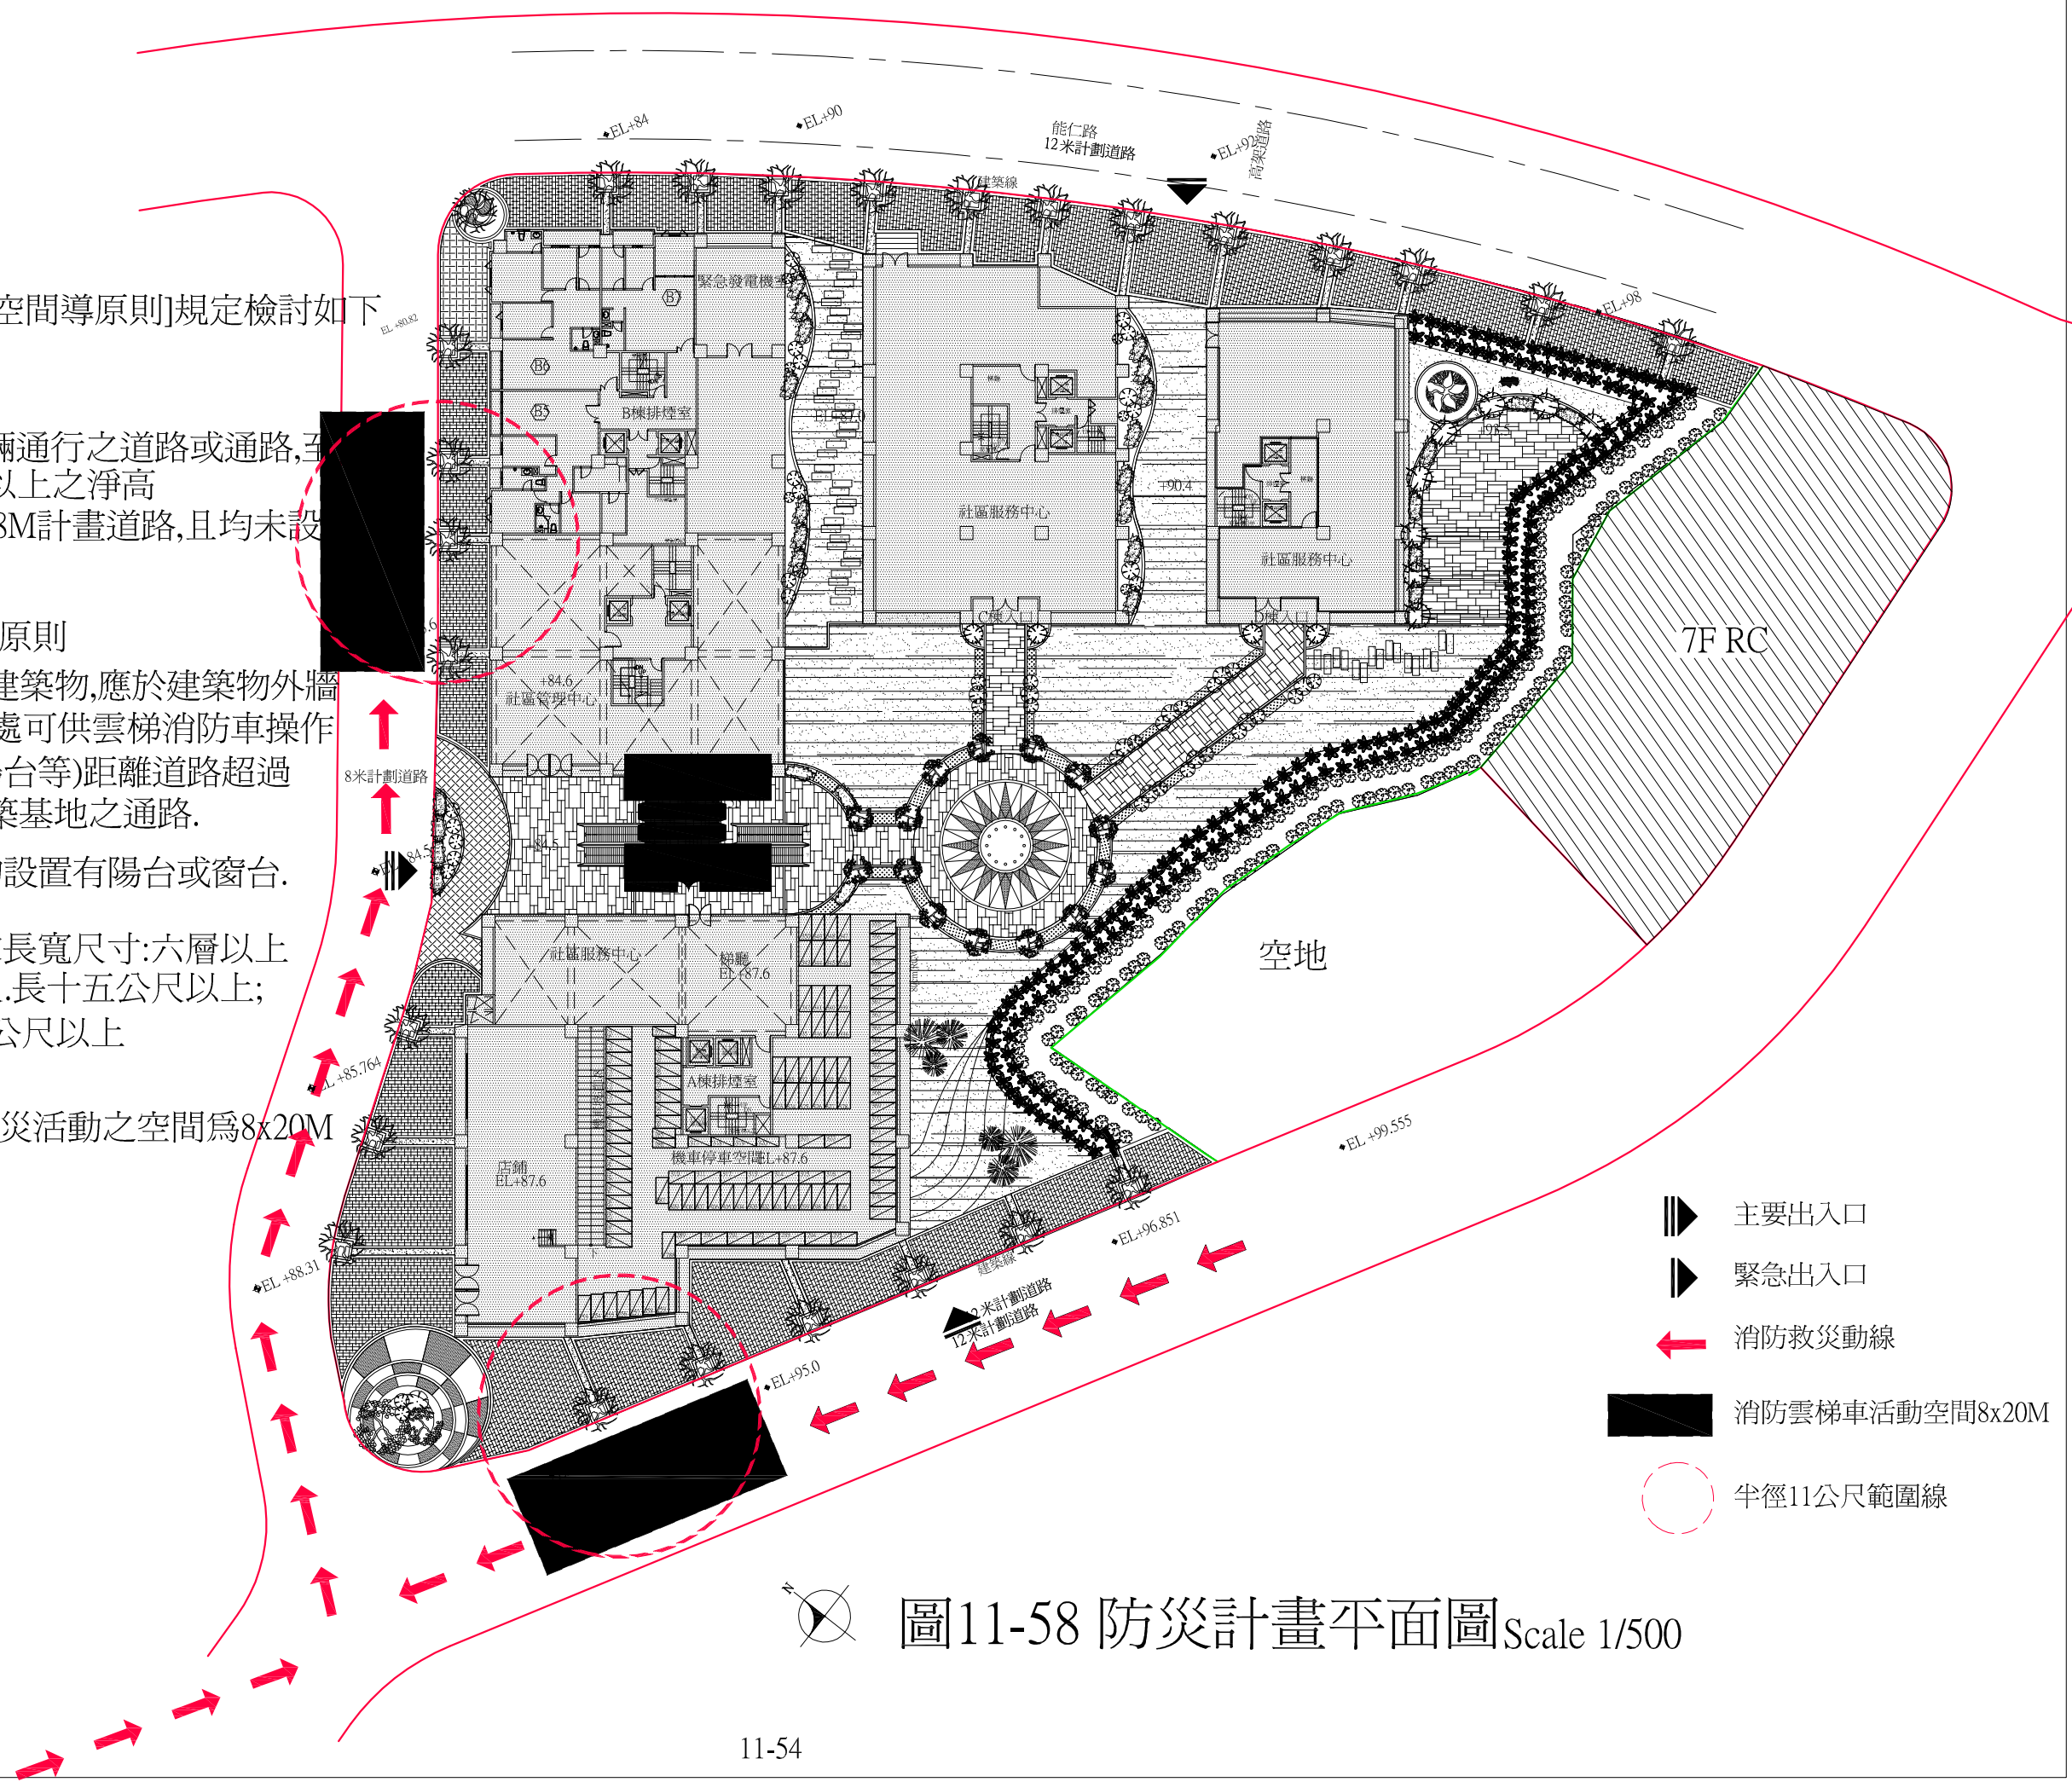 空間導原則]規定檢討如下
輛通行之道路或通路,至
以上之淨高
8M計畫道路,且均未設
原則
建築物,應於建築物外牆
處可供雲梯消防車操作
台等)距離道路超過
築基地之通路.
設置有陽台或窗台.
長寬尺寸:六層以上
.長十五公尺以上;
公尺以上
災活動之空間為8x20M
EL+84
EL+90
能仁路
12米計劃道路
EL+92
高架道路
建築線
EL+98
EL +80.82
緊急發電機室
B7
B6
B5
B棟排煙室
EL+87.0
+90.4
社區服務中心
社區服務中心
C棟入口
D棟入口
7F RC
+84.6
社區管理中心
8米計劃道路
+84.5
社區服務中心
梯廳
EL+87.6
空地
A棟排煙室
機車停車空間EL+87.6
店鋪
EL+87.6
EL +85.764
EL +88.31
EL +99.555
EL+96.851
建築線
12米計劃道路
12米計劃道路
EL+95.0
主要出入口
緊急出入口
消防救災動線
消防雲梯車活動空間8x20M
半徑11公尺範圍線
N
圖11-58 防災計畫平面圖Scale 1/500
11-54